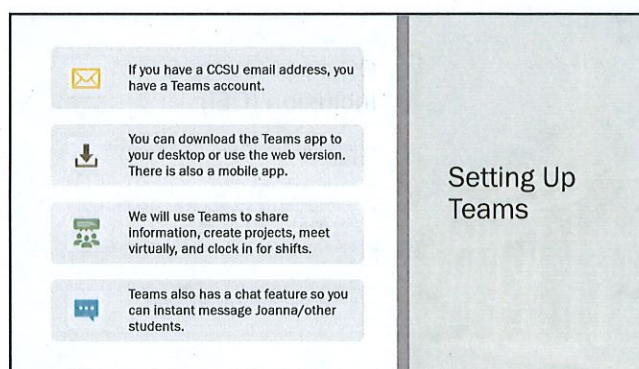 If you have a CCSU email address, you
have a Teams account.
You can download the Teams app to
your desktop or use the web version.
There is also a mobile app.
We will use Teams to share
information, create projects, meet
virtually, and clock in for shifts.
Teams also has a chat feature so you
can instant message Joanna/other
students.
Setting Up
Teams